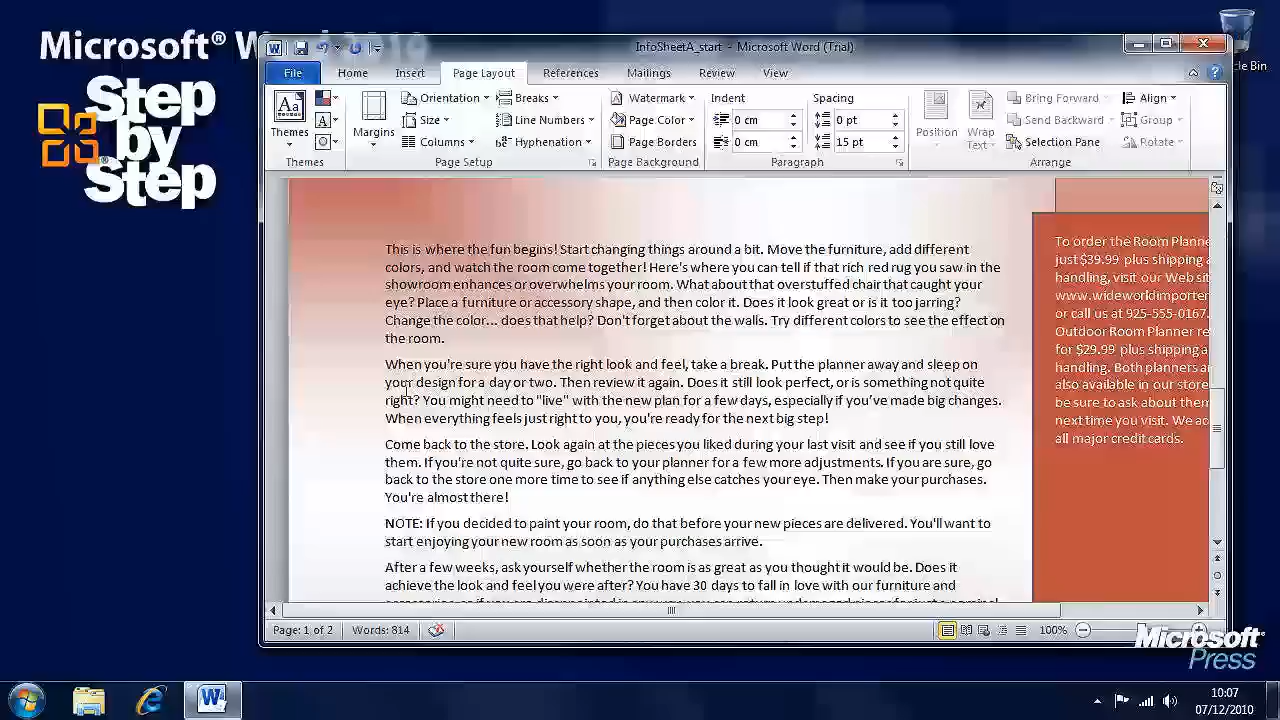 Microsoft® W
Step
by
Step
InfoSheetA_start - Microsoft Word (Trial)
Bin
File Home Insert Page Layout References Mailings Review View
Themes
Margins
Orientation
Size
Columns
Breaks
Line Numbers
Hyphenation
Watermark
Page Color
Page Borders
Indent
0 cm
0 cm
Spacing
0 pt
15 pt
Position
Wrap
Text
Bring Forward
Send Backward
Selection Pane
Align
Group
Rotate
Themes Page Setup Page Background Paragraph Arrange
This is where the fun begins! Start changing things around a bit. Move the furniture, add different
colors, and watch the room come together! Here's where you can tell if that rich red rug you saw in the
showroom enhances or overwhelms your room. What about that overstuffed chair that caught your
eye? Place a furniture or accessory shape, and then color it. Does it look great or is it too jarring?
Change the color... does that help? Don't forget about the walls. Try different colors to see the effect on
the room.
When you're sure you have the right look and feel, take a break. Put the planner away and sleep on
your design for a day or two. Then review it again. Does it still look perfect, or is something not quite
right? You might need to "live" with the new plan for a few days, especially if you've made big changes.
When everything feels just right to you, you're ready for the next big step!
Come back to the store. Look again at the pieces you liked during your last visit and see if you still love
them. If you're not quite sure, go back to your planner for a few more adjustments. If you are sure, go
back to the store one more time to see if anything else catches your eye. Then make your purchases.
You're almost there!
NOTE: If you decided to paint your room, do that before your new pieces are delivered. You'll want to
start enjoying your new room as soon as your purchases arrive.
After a few weeks, ask yourself whether the room is as great as you thought it would be. Does it
achieve the look and feel you were after? You have 30 days to fall in love with our furniture and
To order the Room Planne
just $39.99 plus shipping a
handling, visit our Web sit
www.wideworldimporter
or call us at 925-555-0167.
Outdoor Room Planner re
for $29.99 plus shipping a
handling. Both planners ar
also available in our store
be sure to ask about them
next time you visit. We ac
all major credit cards.
Page: 1 of 2 Words: 814 100%
Microsoft
Press
10:07
07/12/2010